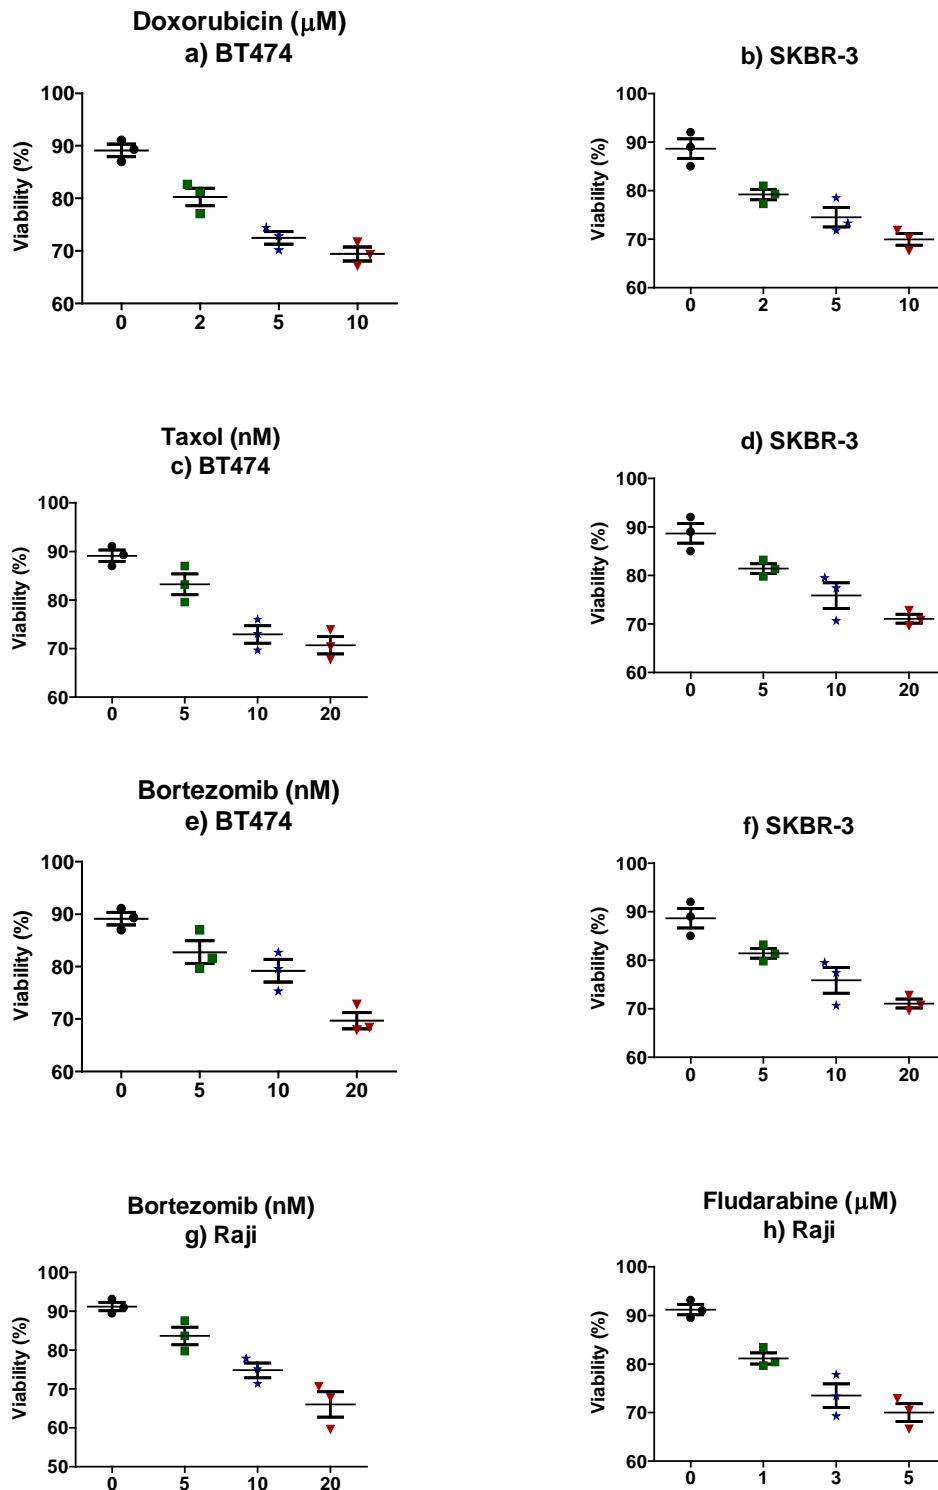 Doxorubicin (μM)
a) BT474
b) SKBR-3
100
90
80
70
60
Viability (%)
0 2 5 10
100
90
80
70
60
Viability (%)
0 2 5 10
Taxol (nM)
c) BT474
d) SKBR-3
100
90
80
70
60
Viability (%)
0 5 10 20
100
90
80
70
60
Viability (%)
0 5 10 20
Bortezomib (nM)
e) BT474
f) SKBR-3
100
90
80
70
60
Viability (%)
0 5 10 20
100
90
80
70
60
Viability (%)
0 5 10 20
Bortezomib (nM)
g) Raji
Fludarabine (μM)
h) Raji
100
90
80
70
60
50
Viability (%)
0 5 10 20
100
90
80
70
60
Viability (%)
0 1 3 5